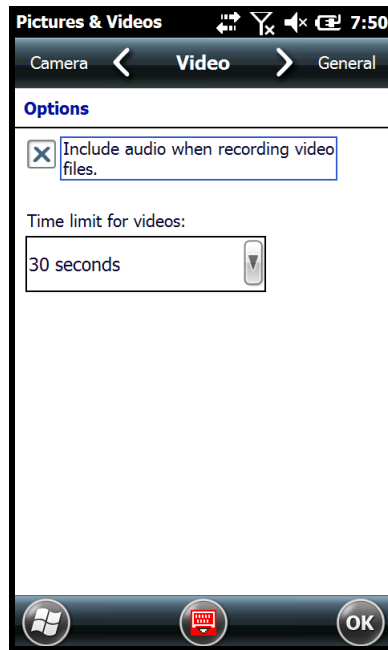 Pictures & Videos 7:50
Camera Video General
Options
Include audio when recording video
files.
Time limit for videos:
30 seconds
OK